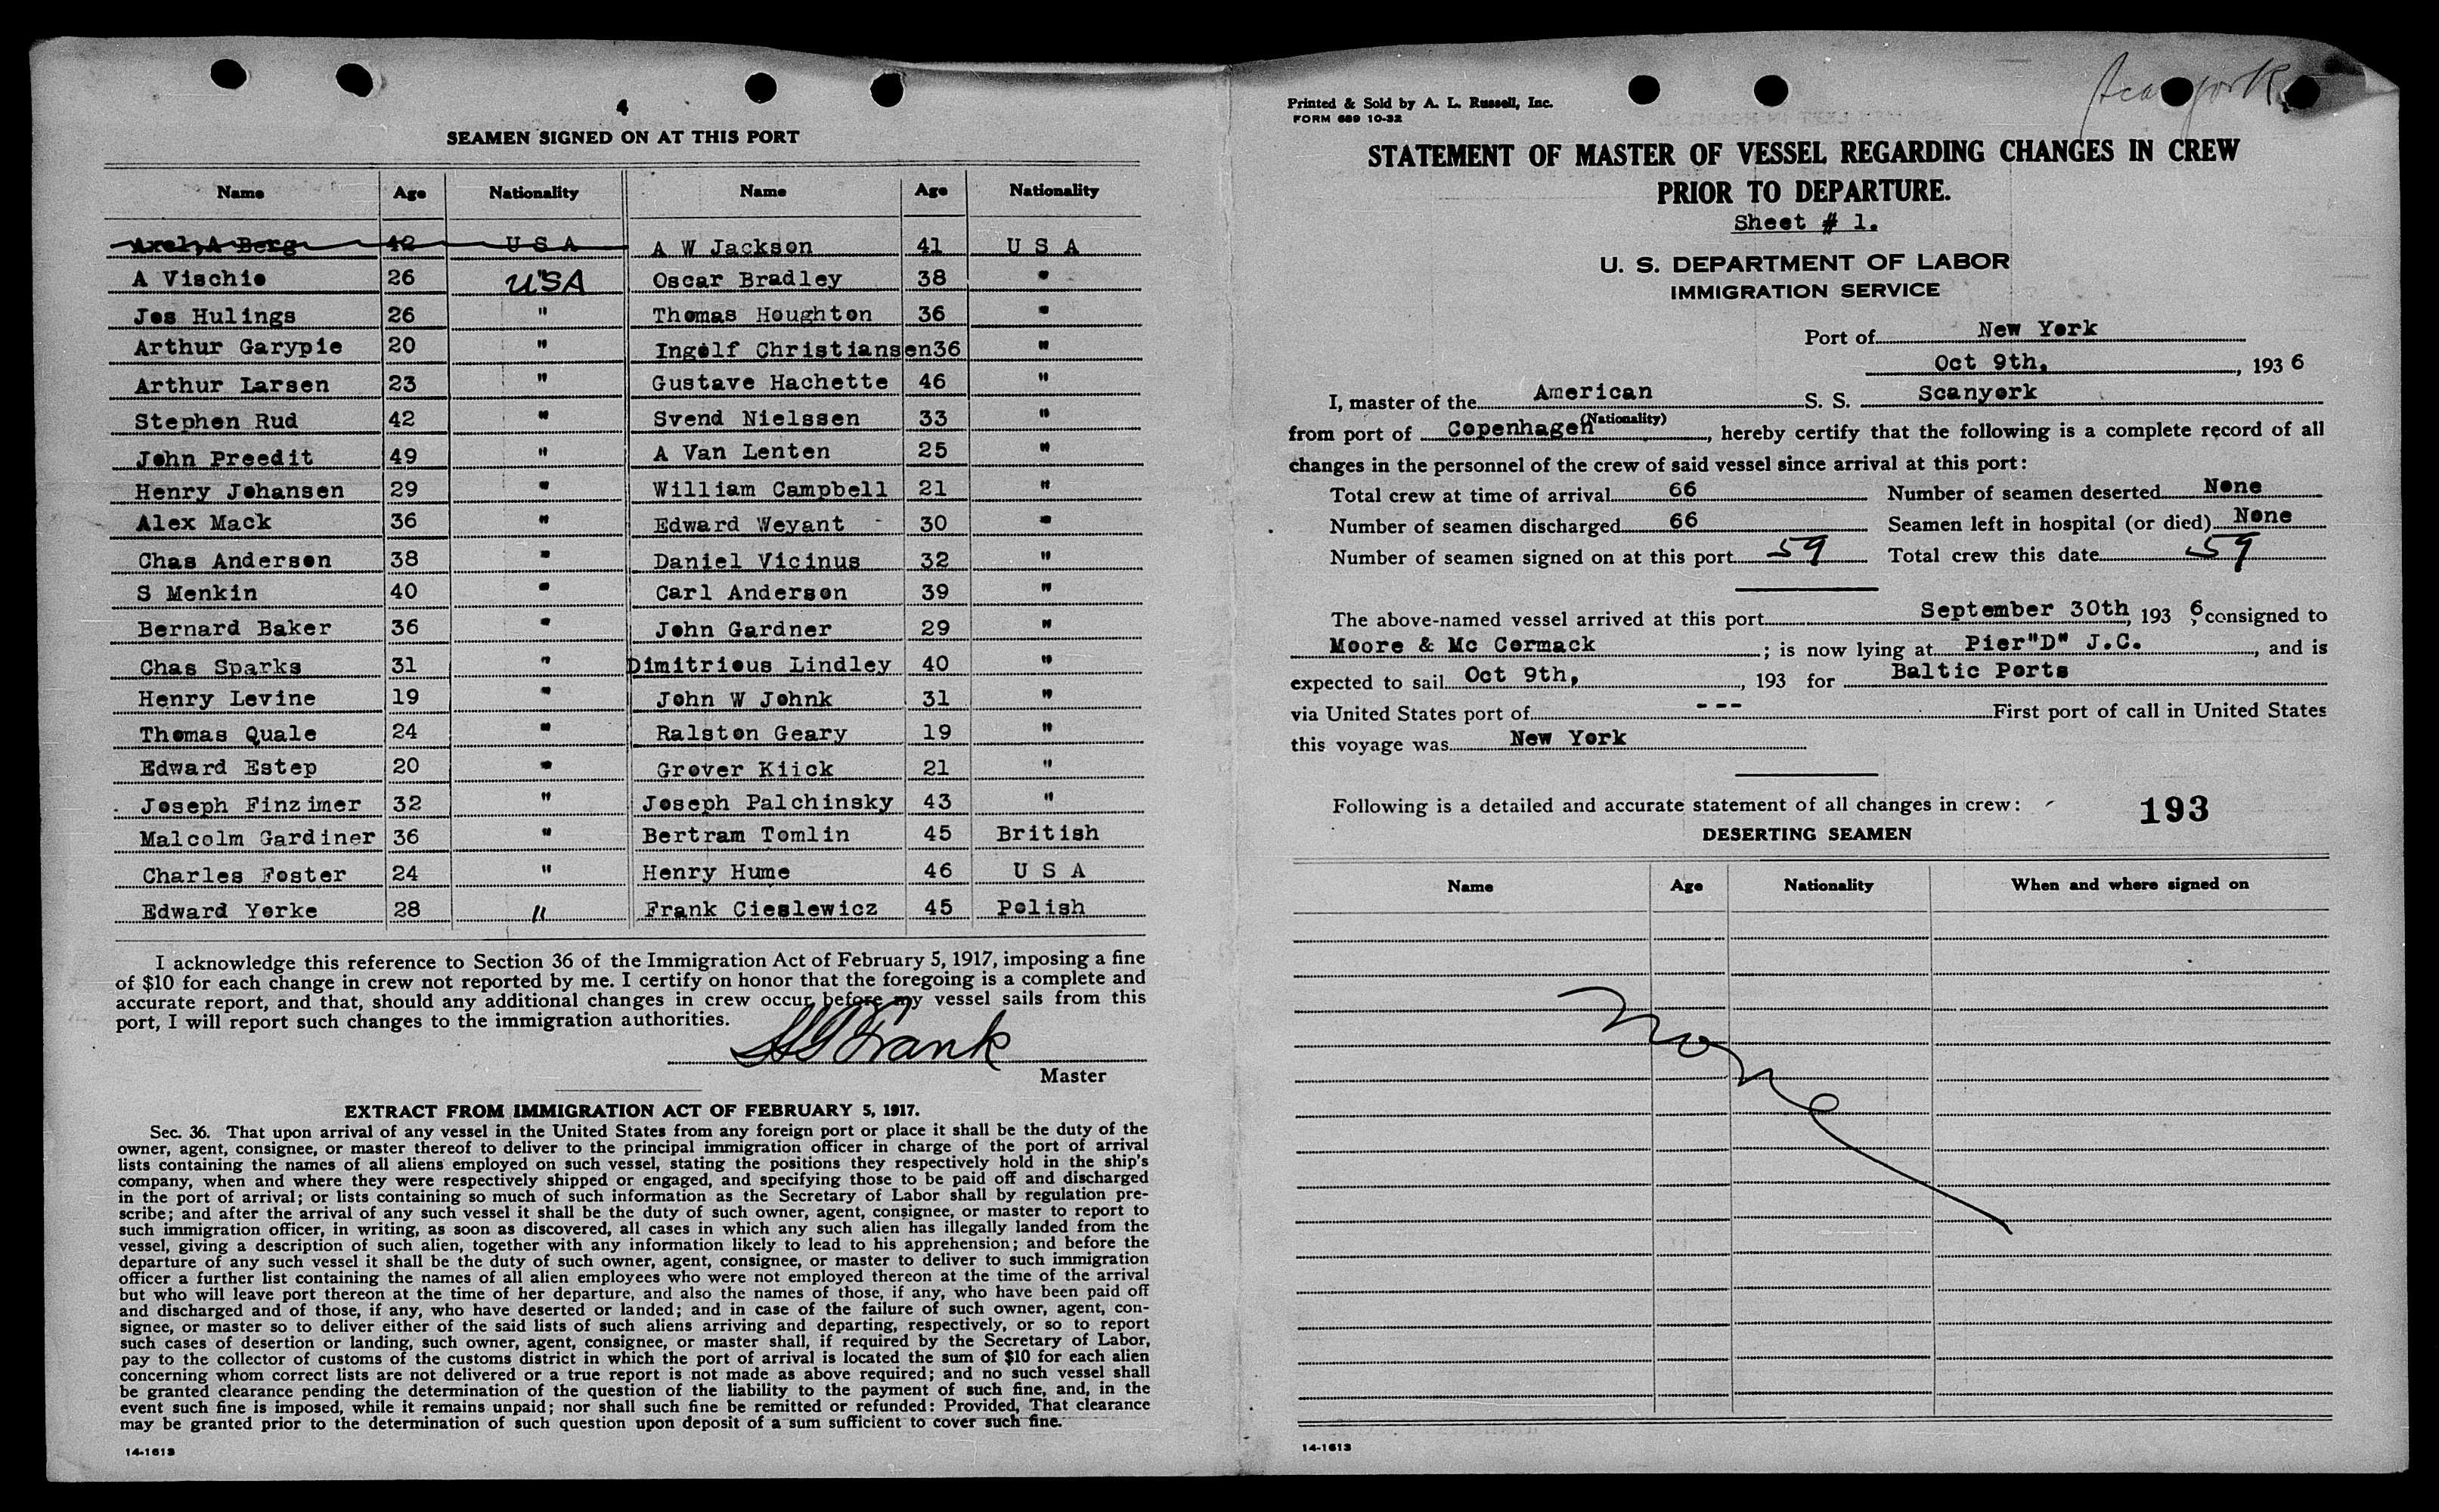 4
SEAMEN SIGNED ON AT THIS PORT
Name Age Nationality Name Age Nationality
Axel A Berg 42 U S A A W Jackson 41 U S A
A Vischie 26 USA Oscar Bradley 38 "
Jos Hulings 26 " Thomas Houghton 36 "
Arthur Garypie 20 " Ingolf Christiansen 36 "
Arthur Larsen 23 " Gustave Hachette 46 "
Stephen Rud 42 " Svend Nielssen 33 "
John Preedit 49 " A Van Lenten 25 "
Henry Johansen 29 " William Campbell 21 "
Alex Mack 36 " Edward Weyant 30 "
Chas Anderson 38 " Daniel Vicinus 32 "
S Menkin 40 " Carl Anderson 39 "
Bernard Baker 36 " John Gardner 29 "
Chas Sparks 31 " Dimitrious Lindley 40 "
Henry Levine 19 " John W Johnk 31 "
Thomas Quale 24 " Ralston Geary 19 "
Edward Estep 20 " Grover Kiick 21 "
Joseph Finzimer 32 " Joseph Palchinsky 43 "
Malcolm Gardiner 36 " Bertram Tomlin 45 British
Charles Foster 24 " Henry Hume 46 U S A
Edward Yorke 28 " Frank Cieslewicz 45 Polish
I acknowledge this reference to Section 36 of the Immigration Act of February 5, 1917, imposing a fine
of $10 for each change in crew not reported by me. I certify on honor that the foregoing is a complete and
accurate report, and that, should any additional changes in crew occur before my vessel sails from this
port, I will report such changes to the immigration authorities.
Frank
Master
EXTRACT FROM IMMIGRATION ACT OF FEBRUARY 5, 1917.
Sec. 36. That upon arrival of any vessel in the United States from any foreign port or place it shall be the duty of the
owner, agent, consignee, or master thereof to deliver to the principal immigration officer in charge of the port of arrival
lists containing the names of all aliens employed on such vessel, stating the positions they respectively hold in the ship's
company, when and where they were respectively shipped or engaged, and specifying those to be paid off and discharged
in the port of arrival; or lists containing so much of such information as the Secretary of Labor shall by regulation pre-
scribe; and after the arrival of any such vessel it shall be the duty of such owner, agent, consignee, or master to report to
such immigration officer, in writing, as soon as discovered, all cases in which any such alien has illegally landed from the
vessel, giving a description of such alien, together with any information likely to lead to his apprehension; and before the
departure of any such vessel it shall be the duty of such owner, agent, consignee, or master to deliver to such immigration
officer a further list containing the names of all alien employees who were not employed thereon at the time of the arrival
but who will leave port thereon at the time of her departure, and also the names of those, if any, who have been paid off
and discharged and of those, if any, who have deserted or landed; and in case of the failure of such owner, agent, con-
signee, or master so to deliver either of the said lists of such aliens arriving and departing, respectively, or so to report
such cases of desertion or landing, such owner, agent, consignee, or master shall, if required by the Secretary of Labor,
pay to the collector of customs of the customs district in which the port of arrival is located the sum of $10 for each alien
concerning whom correct lists are not delivered or a true report is not made as above required; and no such vessel shall
be granted clearance pending the determination of the question of the liability to the payment of such fine, and, in the
event such fine is imposed, while it remains unpaid; nor shall such fine be remitted or refunded: Provided, That clearance
may be granted prior to the determination of such question upon deposit of a sum sufficient to cover such fine.
14-1613
Printed & Sold by A. L. Russell, Inc.
FORM 689 10-32
STATEMENT OF MASTER OF VESSEL REGARDING CHANGES IN CREW
PRIOR TO DEPARTURE.
Sheet # 1.
U. S. DEPARTMENT OF LABOR
IMMIGRATION SERVICE
Port of New York
Oct 9th, , 193 6
I, master of the American S. S. Scanyork
(Nationality)
from port of Copenhagen, hereby certify that the following is a complete record of all
changes in the personnel of the crew of said vessel since arrival at this port:
Total crew at time of arrival 66 Number of seamen deserted None
Number of seamen discharged 66 Seamen left in hospital (or died) None
Number of seamen signed on at this port 59 Total crew this date 59
The above-named vessel arrived at this port September 30th, 193 6, consigned to
Moore & Mc Cormack ; is now lying at Pier "D" J.C. , and is
expected to sail Oct 9th, , 193 for Baltic Ports
via United States port of --- First port of call in United States
this voyage was New York
Following is a detailed and accurate statement of all changes in crew: 193
DESERTING SEAMEN
Name Age Nationality When and where signed on
None
14-1613